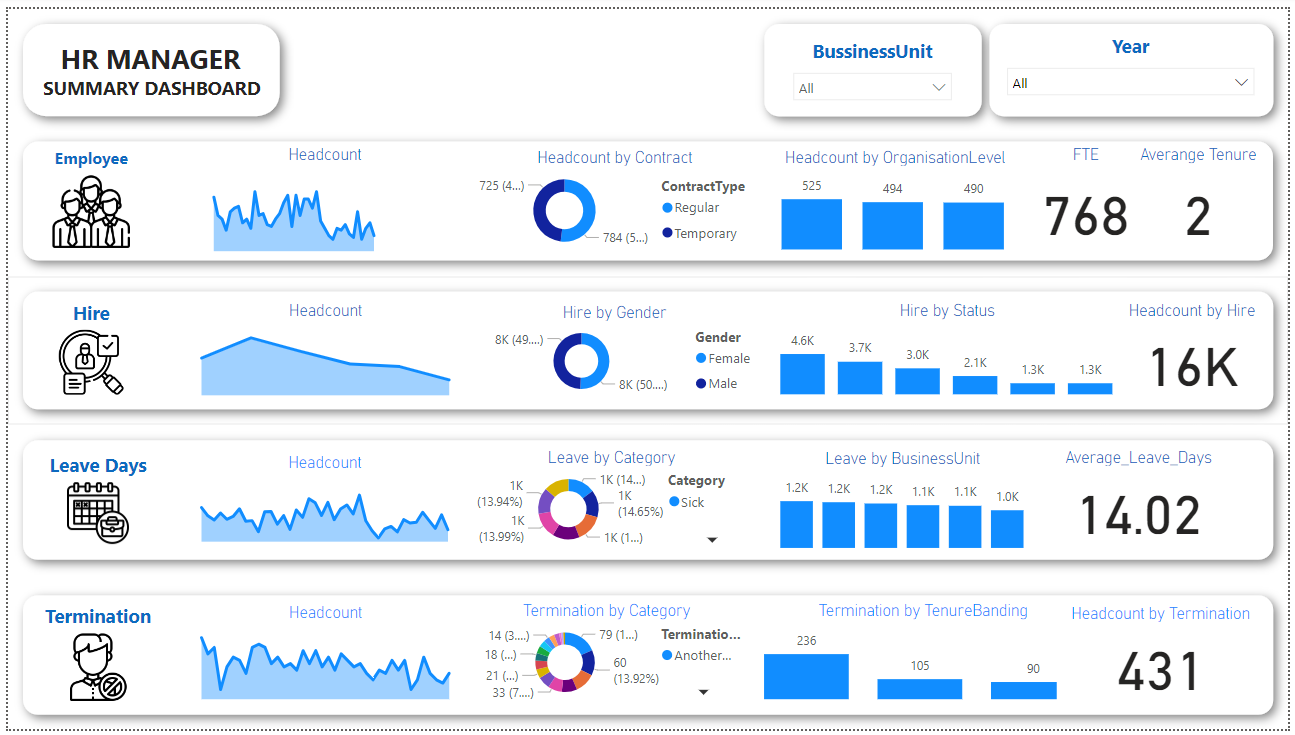 HR MANAGER
SUMMARY DASHBOARD
BussinessUnit
All
Year
All
Employee
Headcount
Headcount by Contract
725 (4...)
784 (5...)
ContractType
Regular
Temporary
Headcount by OrganisationLevel
525
494
490
FTE
768
Averange Tenure
2
Hire
Headcount
Hire by Gender
8K (49....)
8K (50....)
Gender
Female
Male
Hire by Status
4.6K
3.7K
3.0K
2.1K
1.3K
1.3K
Headcount by Hire
16K
Leave Days
Headcount
Leave by Category
1K
(13.94%)
1K
(13.99%)
1K (14...)
1K
(14.65%)
1K (1...)
Category
Sick
Leave by BusinessUnit
1.2K
1.2K
1.2K
1.1K
1.1K
1.0K
Average_Leave_Days
14.02
Termination
Headcount
Termination by Category
14 (3....)
18 (...)
21 (...)
33 (7....)
79 (1...)
60
(13.92%)
Terminatio...
Another...
Termination by TenureBanding
236
105
90
Headcount by Termination
431